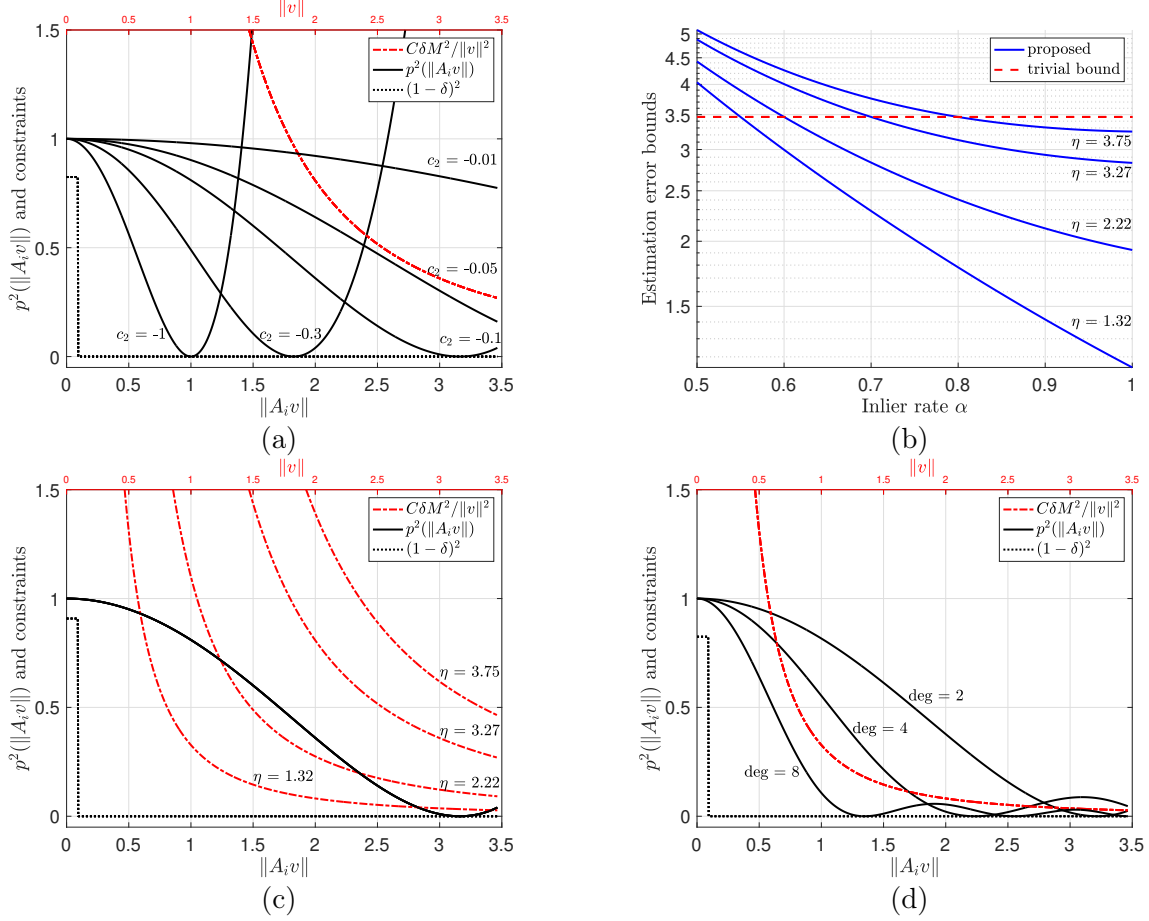 ‖v‖
0 0.5 1 1.5 2 2.5 3 3.5
CδM²/‖v‖²
p²(‖A_i v‖)
(1 − δ)²
c₂ = -0.01
c₂ = -0.05
c₂ = -0.1
c₂ = -0.3
c₂ = -1
p²(‖A_i v‖) and constraints
1.5
1
0.5
0
0 0.5 1 1.5 2 2.5 3 3.5
‖A_i v‖
(a)
proposed
trivial bound
η = 3.75
η = 3.27
η = 2.22
η = 1.32
Estimation error bounds
5
4.5
4
3.5
3
2.5
2
1.5
0.5 0.6 0.7 0.8 0.9 1
Inlier rate α
(b)
‖v‖
0 0.5 1 1.5 2 2.5 3 3.5
CδM²/‖v‖²
p²(‖A_i v‖)
(1 − δ)²
η = 3.75
η = 3.27
η = 2.22
η = 1.32
p²(‖A_i v‖) and constraints
1.5
1
0.5
0
0 0.5 1 1.5 2 2.5 3 3.5
‖A_i v‖
(c)
‖v‖
0 0.5 1 1.5 2 2.5 3 3.5
CδM²/‖v‖²
p²(‖A_i v‖)
(1 − δ)²
deg = 2
deg = 4
deg = 8
p²(‖A_i v‖) and constraints
1.5
1
0.5
0
0 0.5 1 1.5 2 2.5 3 3.5
‖A_i v‖
(d)